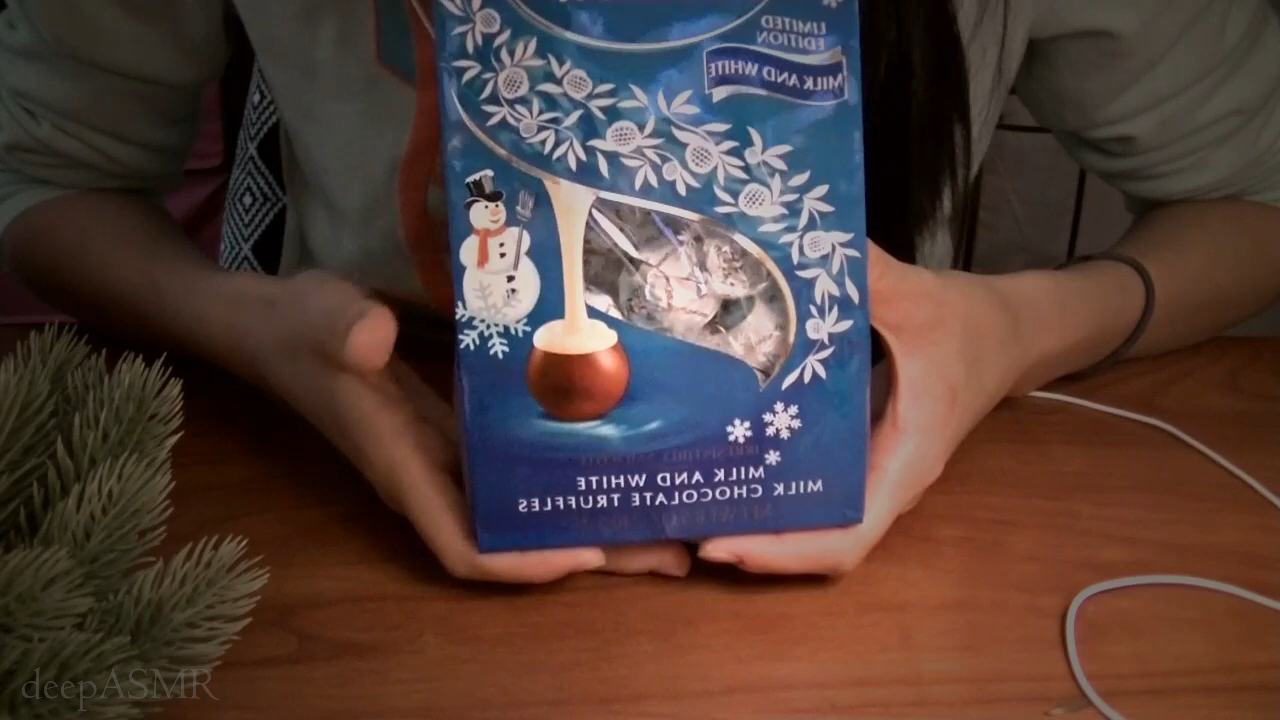 LIMITED
EDITION
MILK AND WHITE
MILK AND WHITE
MILK CHOCOLATE TRUFFLES
deepASMR